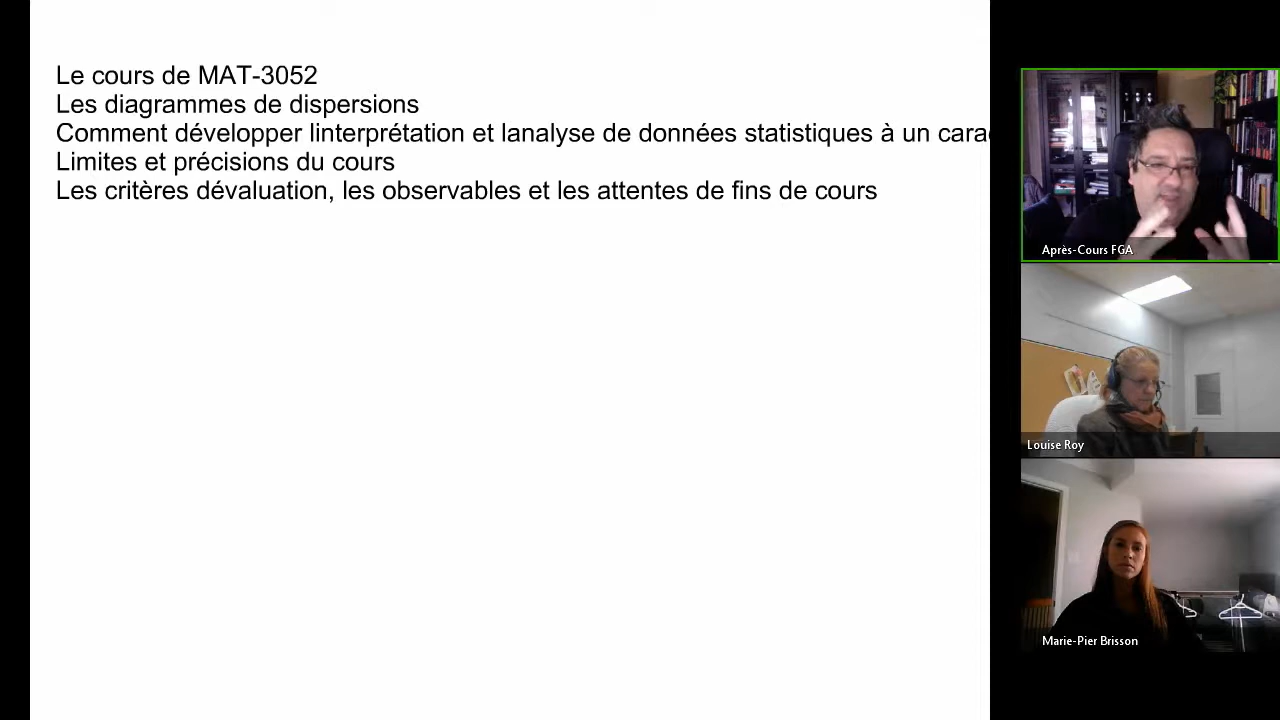 Le cours de MAT-3052
Les diagrammes de dispersions
Comment développer linterprétation et lanalyse de données statistiques à un
Limites et précisions du cours
Les critères dévaluation, les observables et les attentes de fins de cours
Après-Cours FGA
Louise Roy
Marie-Pier Brisson